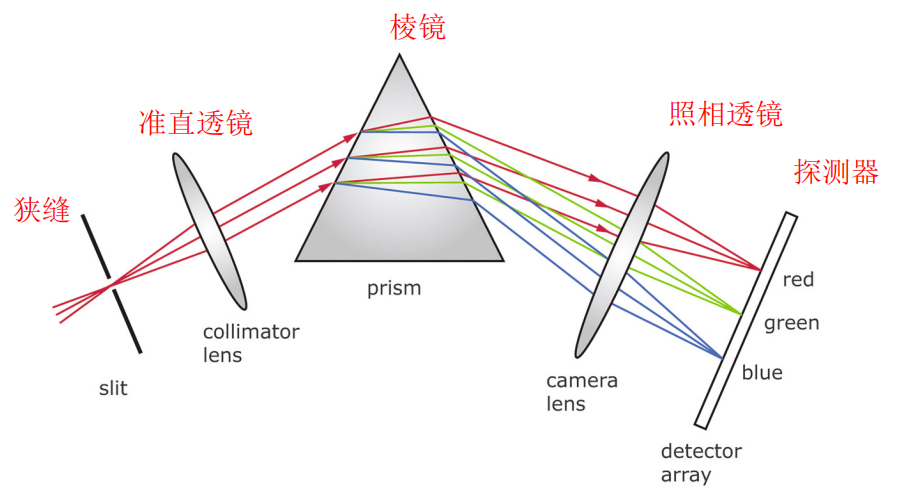 棱镜
准直透镜
照相透镜
探测器
狭缝
prism
red
green
collimator
lens
blue
slit
camera
lens
detector
array